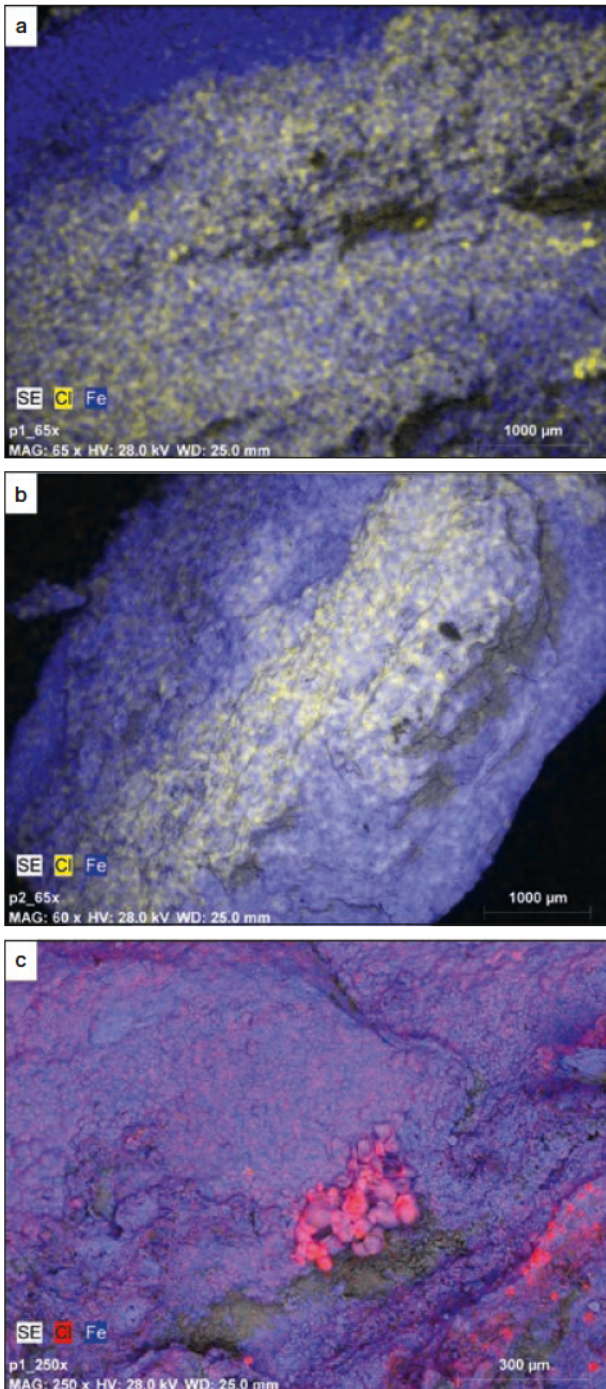 a
SE Cl Fe
p1_65x
1000 µm
MAG: 65 x HV: 28.0 kV WD: 25.0 mm
b
SE Cl Fe
p2_65x
1000 µm
MAG: 60 x HV: 28.0 kV WD: 25.0 mm
c
SE Cl Fe
p1_250x
300 µm
MAG: 250 x HV: 28.0 kV WD: 25.0 mm